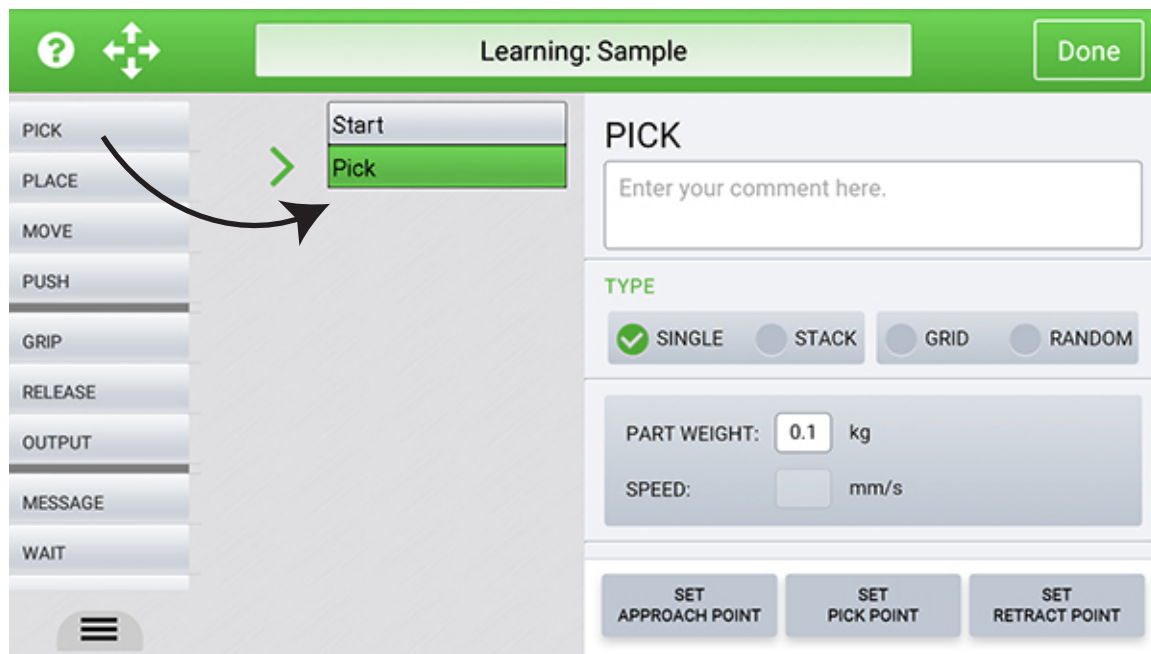 ?
Learning: Sample
Done
PICK
PLACE
MOVE
PUSH
GRIP
RELEASE
OUTPUT
MESSAGE
WAIT
Start
Pick
PICK
Enter your comment here.
TYPE
SINGLE STACK GRID RANDOM
PART WEIGHT: 0.1 kg
SPEED: mm/s
SET
APPROACH POINT
SET
PICK POINT
SET
RETRACT POINT